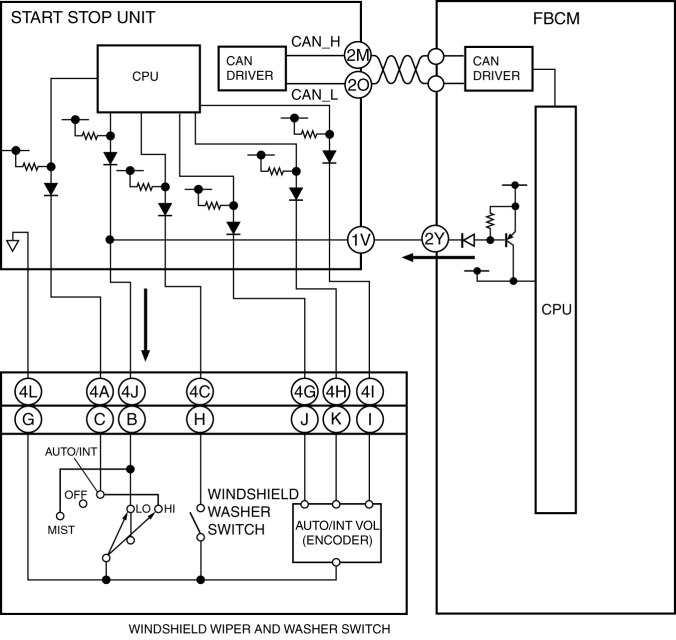 START STOP UNIT
FBCM
CAN_H
2M
CAN
DRIVER
CAN
DRIVER
CPU
2O
CAN_L
1V
2Y
CPU
4L
4A
4J
4C
4G
4H
4I
G
C
B
H
J
K
I
AUTO/INT
OFF
LO
HI
MIST
WINDSHIELD
WASHER
SWITCH
AUTO/INT VOL
(ENCODER)
WINDSHIELD WIPER AND WASHER SWITCH